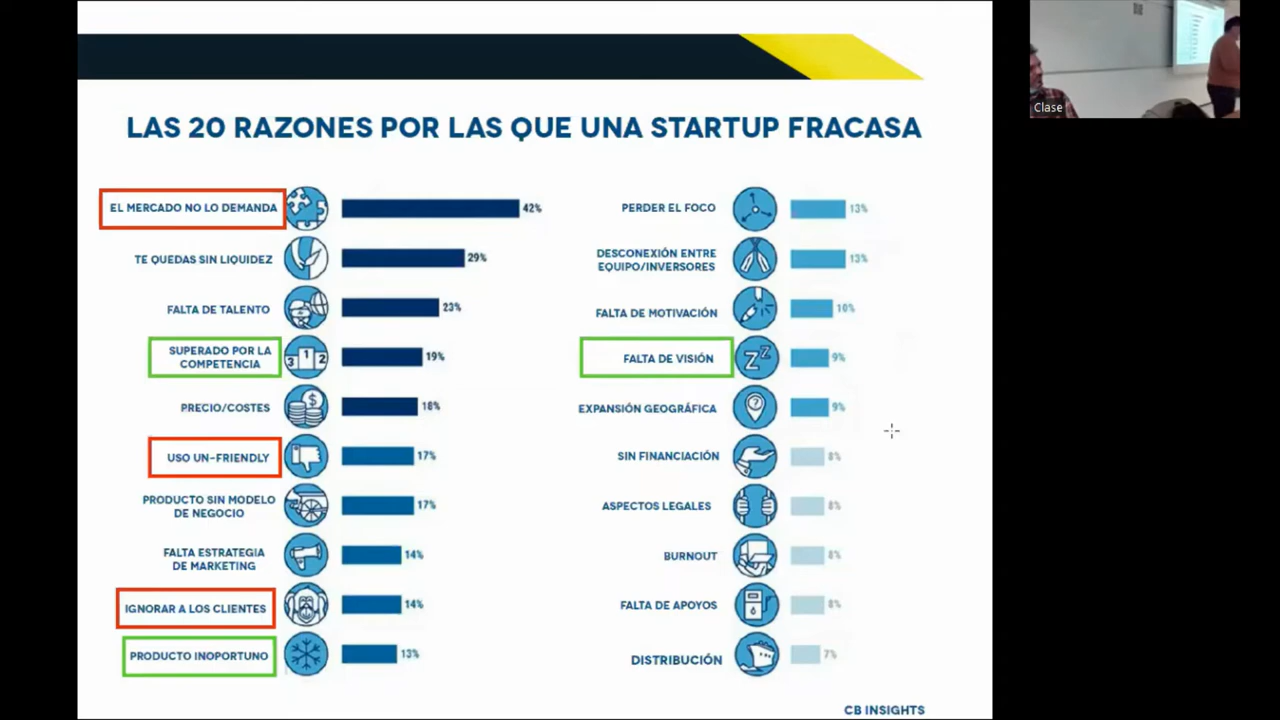 LAS 20 RAZONES POR LAS QUE UNA STARTUP FRACASA
EL MERCADO NO LO DEMANDA
42%
TE QUEDAS SIN LIQUIDEZ
29%
FALTA DE TALENTO
23%
SUPERADO POR LA
COMPETENCIA
3 1 2
19%
PRECIO/COSTES
$
18%
USO UN-FRIENDLY
17%
PRODUCTO SIN MODELO
DE NEGOCIO
17%
FALTA ESTRATEGIA
DE MARKETING
14%
IGNORAR A LOS CLIENTES
14%
PRODUCTO INOPORTUNO
13%
PERDER EL FOCO
13%
DESCONEXIÓN ENTRE
EQUIPO/INVERSORES
13%
FALTA DE MOTIVACIÓN
10%
FALTA DE VISIÓN
ZZ
9%
EXPANSIÓN GEOGRÁFICA
?
9%
SIN FINANCIACIÓN
8%
ASPECTOS LEGALES
8%
BURNOUT
8%
FALTA DE APOYOS
8%
DISTRIBUCIÓN
7%
CB INSIGHTS
Clase